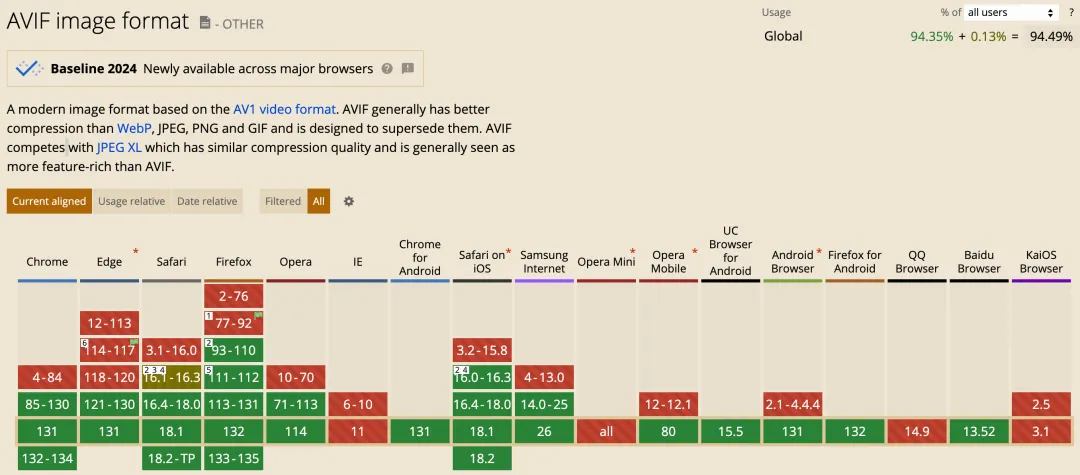 AVIF image format - OTHER
Usage % of all users ?
Global 94.35% + 0.13% = 94.49%
Baseline 2024 Newly available across major browsers
A modern image format based on the AV1 video format. AVIF generally has better
compression than WebP, JPEG, PNG and GIF and is designed to supersede them. AVIF
competes with JPEG XL which has similar compression quality and is generally seen as
more feature-rich than AVIF.
Current aligned Usage relative Date relative Filtered All
Chrome Edge * Safari Firefox Opera IE Chrome for Android Safari on iOS * Samsung Internet Opera Mini * Opera Mobile * UC Browser for Android Android Browser * Firefox for Android QQ Browser Baidu Browser KaiOS Browser
2-76
12-113 1 77-92
6 114-117 3.1-16.0 2 93-110 3.2-15.8
4-84 118-120 2 3 4 16.1-16.3 5 111-112 10-70 2 4 16.0-16.3 4-13.0
85-130 121-130 16.4-18.0 113-131 71-113 6-10 16.4-18.0 14.0-25 12-12.1 2.1-4.4.4 2.5
131 131 18.1 132 114 11 131 18.1 26 all 80 15.5 131 132 14.9 13.52 3.1
132-134 18.2-TP 133-135 18.2